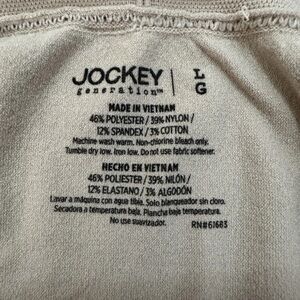 JOCKEY
generation™
L
G
MADE IN VIETNAM
46% POLYESTER / 39% NYLON /
12% SPANDEX / 3% COTTON
Machine wash warm. Non-chlorine bleach only.
Tumble dry low. Iron low. Do not use fabric softener.
HECHO EN VIETNAM
46% POLIESTER / 39% NILÓN /
12% ELASTANO / 3% ALGODÓN
Lavar a máquina con agua tibia. Solo blanqueador sin cloro.
Secadora a temperatura baja. Plancha baja temperatura.
No use suavizador.
RN#61683